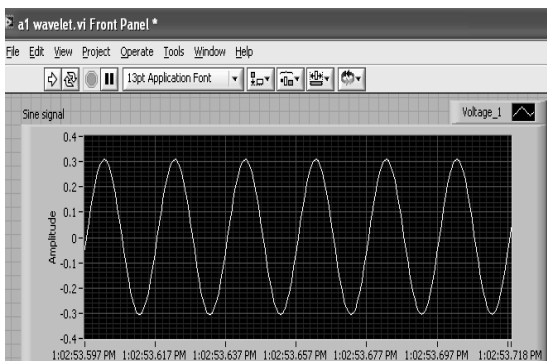 a1 wavelet.vi Front Panel *
File Edit View Project Operate Tools Window Help
13pt Application Font
Sine signal
Voltage_1
Amplitude
0.4
0.3
0.2
0.1
0
-0.1
-0.2
-0.3
-0.4
1:02:53.597 PM 1:02:53.617 PM 1:02:53.637 PM 1:02:53.657 PM 1:02:53.677 PM 1:02:53.697 PM 1:02:53.718 PM